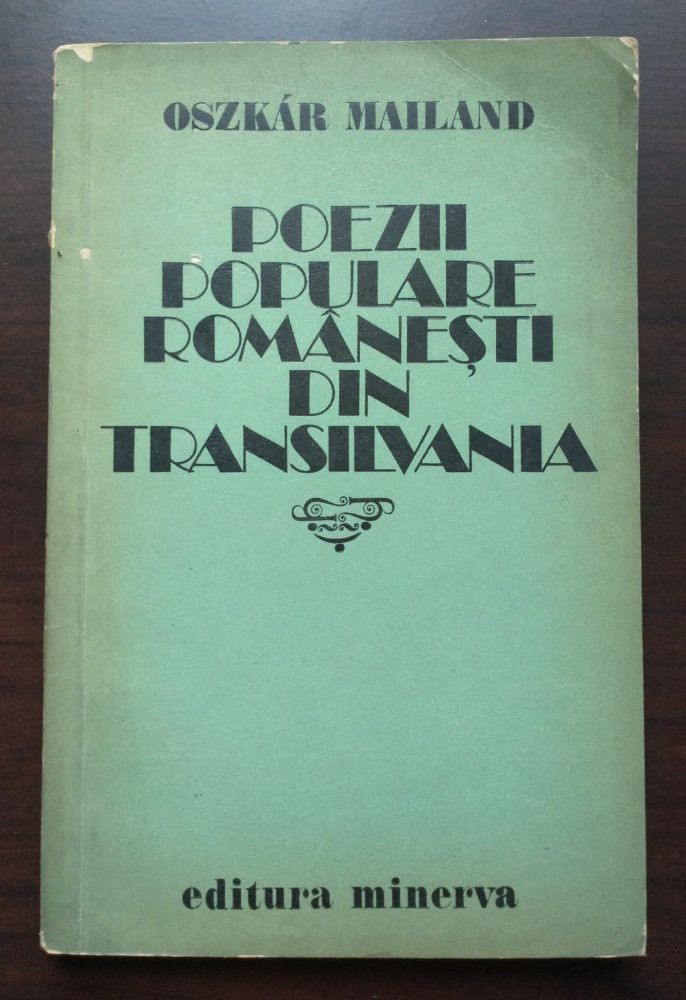 OSZKÁR MAILAND
POEZII
POPULARE
ROMÂNEȘTI
DIN
TRANSILVANIA
editura minerva